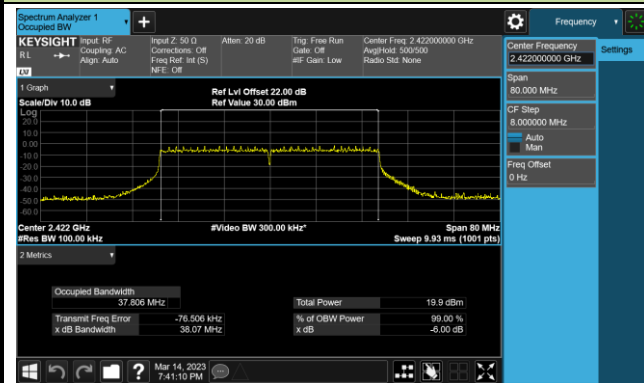 Spectrum Analyzer 1
Occupied BW
Frequency
KEYSIGHT
RL
LXI
Input: RF
Coupling: AC
Align: Auto
Input Z: 50 Ω
Corrections: Off
Freq Ref: Int (S)
NFE: Off
Atten: 20 dB
Trig: Free Run
Gate: Off
#IF Gain: Low
Center Freq: 2.422000000 GHz
Avg|Hold: 500/500
Radio Std: None
Center Frequency
2.422000000 GHz
Settings
Span
80.000 MHz
CF Step
8.000000 MHz
Auto
Man
Freq Offset
0 Hz
1 Graph
Scale/Div 10.0 dB
Ref Lvl Offset 22.00 dB
Ref Value 30.00 dBm
Log
20.0
10.0
0.00
-10.0
-20.0
-30.0
-40.0
-50.0
-60.0
Center 2.422 GHz
#Video BW 300.00 kHz*
Span 80 MHz
#Res BW 100.00 kHz
Sweep 9.93 ms (1001 pts)
2 Metrics
Occupied Bandwidth
37.806 MHz
Total Power 19.9 dBm
Transmit Freq Error -76.506 kHz
% of OBW Power 99.00 %
x dB Bandwidth 38.07 MHz
x dB -6.00 dB
?
Mar 14, 2023
7:41:10 PM